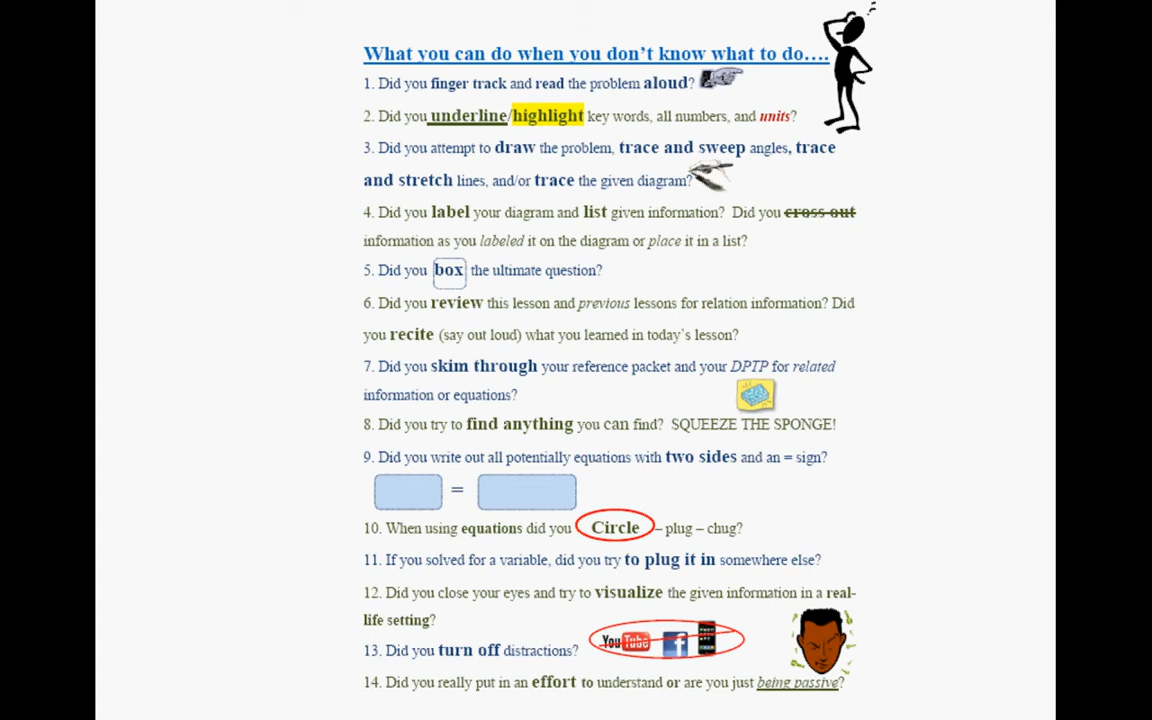 What you can do when you don't know what to do….
1. Did you finger track and read the problem aloud?
2. Did you underline/highlight key words, all numbers, and units?
3. Did you attempt to draw the problem, trace and sweep angles, trace
and stretch lines, and/or trace the given diagram?
4. Did you label your diagram and list given information? Did you cross out
information as you labeled it on the diagram or place it in a list?
5. Did you box the ultimate question?
6. Did you review this lesson and previous lessons for relation information? Did
you recite (say out loud) what you learned in today's lesson?
7. Did you skim through your reference packet and your DPTP for related
information or equations?
8. Did you try to find anything you can find? SQUEEZE THE SPONGE!
9. Did you write out all potentially equations with two sides and an = sign?
=
10. When using equations did you Circle – plug – chug?
11. If you solved for a variable, did you try to plug it in somewhere else?
12. Did you close your eyes and try to visualize the given information in a real-
life setting?
13. Did you turn off distractions? YouTube f
14. Did you really put in an effort to understand or are you just being passive?